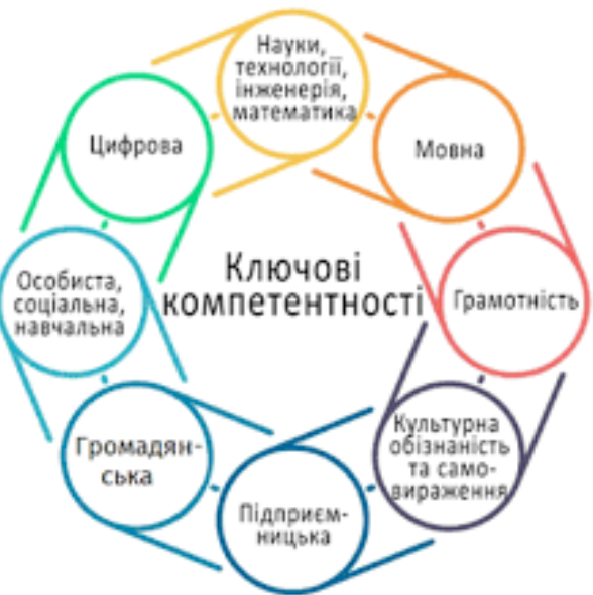 Ключові
компетентності
Науки,
технології,
інженерія,
математика
Мовна
Грамотність
Культурна
обізнаність
та само-
вираження
Підприєм-
ницька
Громадян-
ська
Особиста,
соціальна,
навчальна
Цифрова